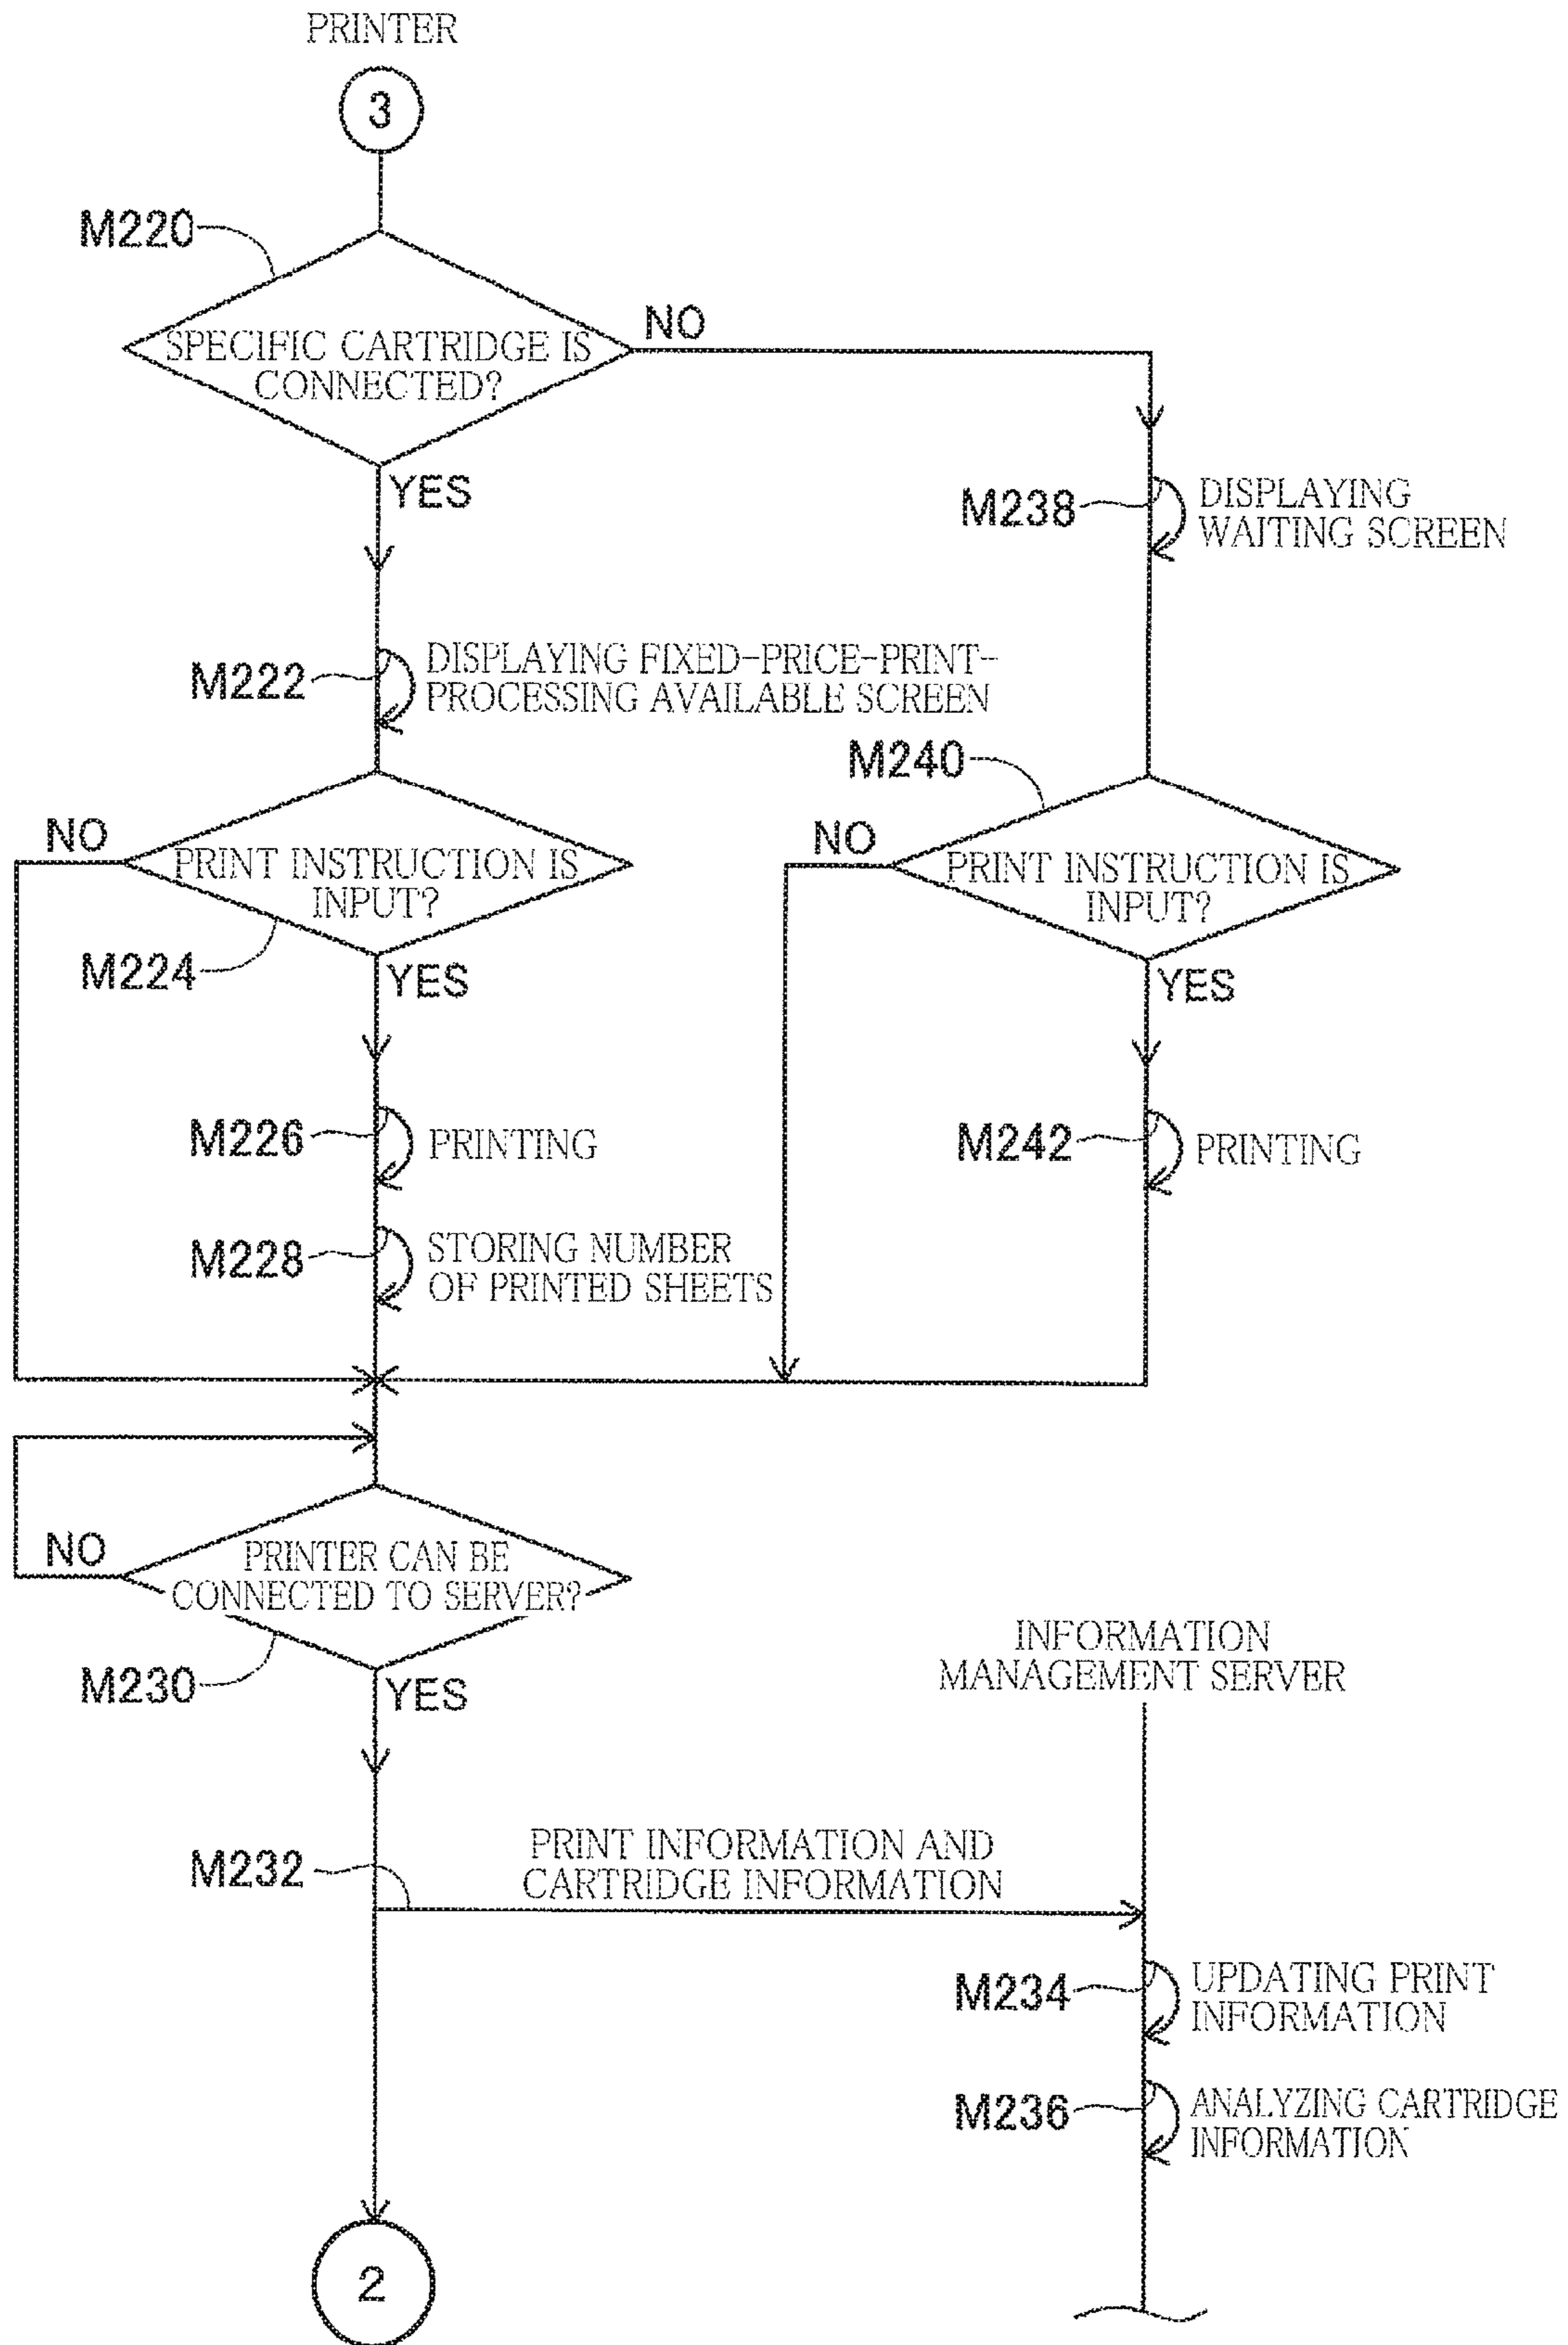 PRINTER
3
M220
SPECIFIC CARTRIDGE IS
CONNECTED?
NO
YES
M238
DISPLAYING
WAITING SCREEN
M222
DISPLAYING FIXED-PRICE-PRINT-
PROCESSING AVAILABLE SCREEN
M240
NO
PRINT INSTRUCTION IS
INPUT?
M224
YES
NO
PRINT INSTRUCTION IS
INPUT?
YES
M226
PRINTING
M242
PRINTING
M228
STORING NUMBER
OF PRINTED SHEETS
NO
PRINTER CAN BE
CONNECTED TO SERVER?
M230
YES
INFORMATION
MANAGEMENT SERVER
M232
PRINT INFORMATION AND
CARTRIDGE INFORMATION
M234
UPDATING PRINT
INFORMATION
M236
ANALYZING CARTRIDGE
INFORMATION
2